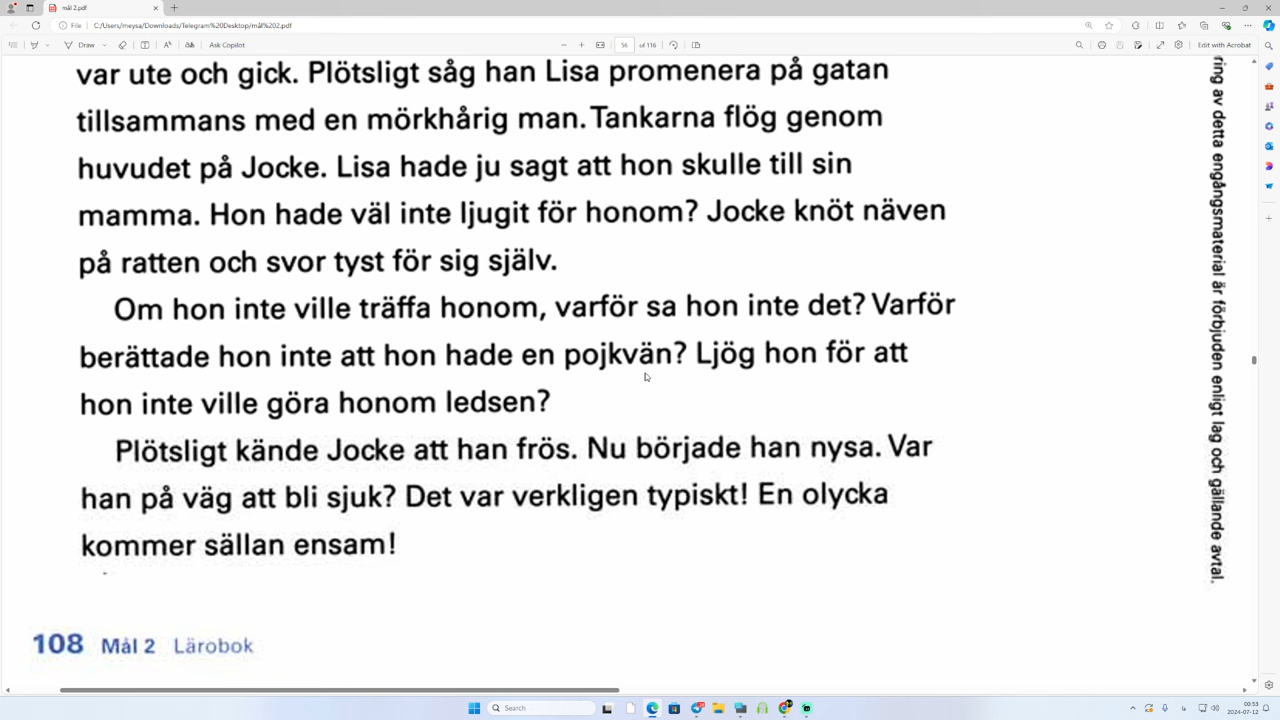 mål 2.pdf
File
C:/Users/meysa/Downloads/Telegram%20Desktop/mål%202.pdf
Draw
Ask Copilot
56 of 116
Edit with Acrobat
var ute och gick. Plötsligt såg han Lisa promenera på gatan
tillsammans med en mörkhårig man. Tankarna flög genom
huvudet på Jocke. Lisa hade ju sagt att hon skulle till sin
mamma. Hon hade väl inte ljugit för honom? Jocke knöt näven
på ratten och svor tyst för sig själv.
Om hon inte ville träffa honom, varför sa hon inte det? Varför
berättade hon inte att hon hade en pojkvän? Ljög hon för att
hon inte ville göra honom ledsen?
Plötsligt kände Jocke att han frös. Nu började han nysa. Var
han på väg att bli sjuk? Det var verkligen typiskt! En olycka
kommer sällan ensam!
108 Mål 2 Lärobok
ring av detta engångsmaterial är förbjuden enligt lag och gällande avtal.
Search
00:53
2024-07-12